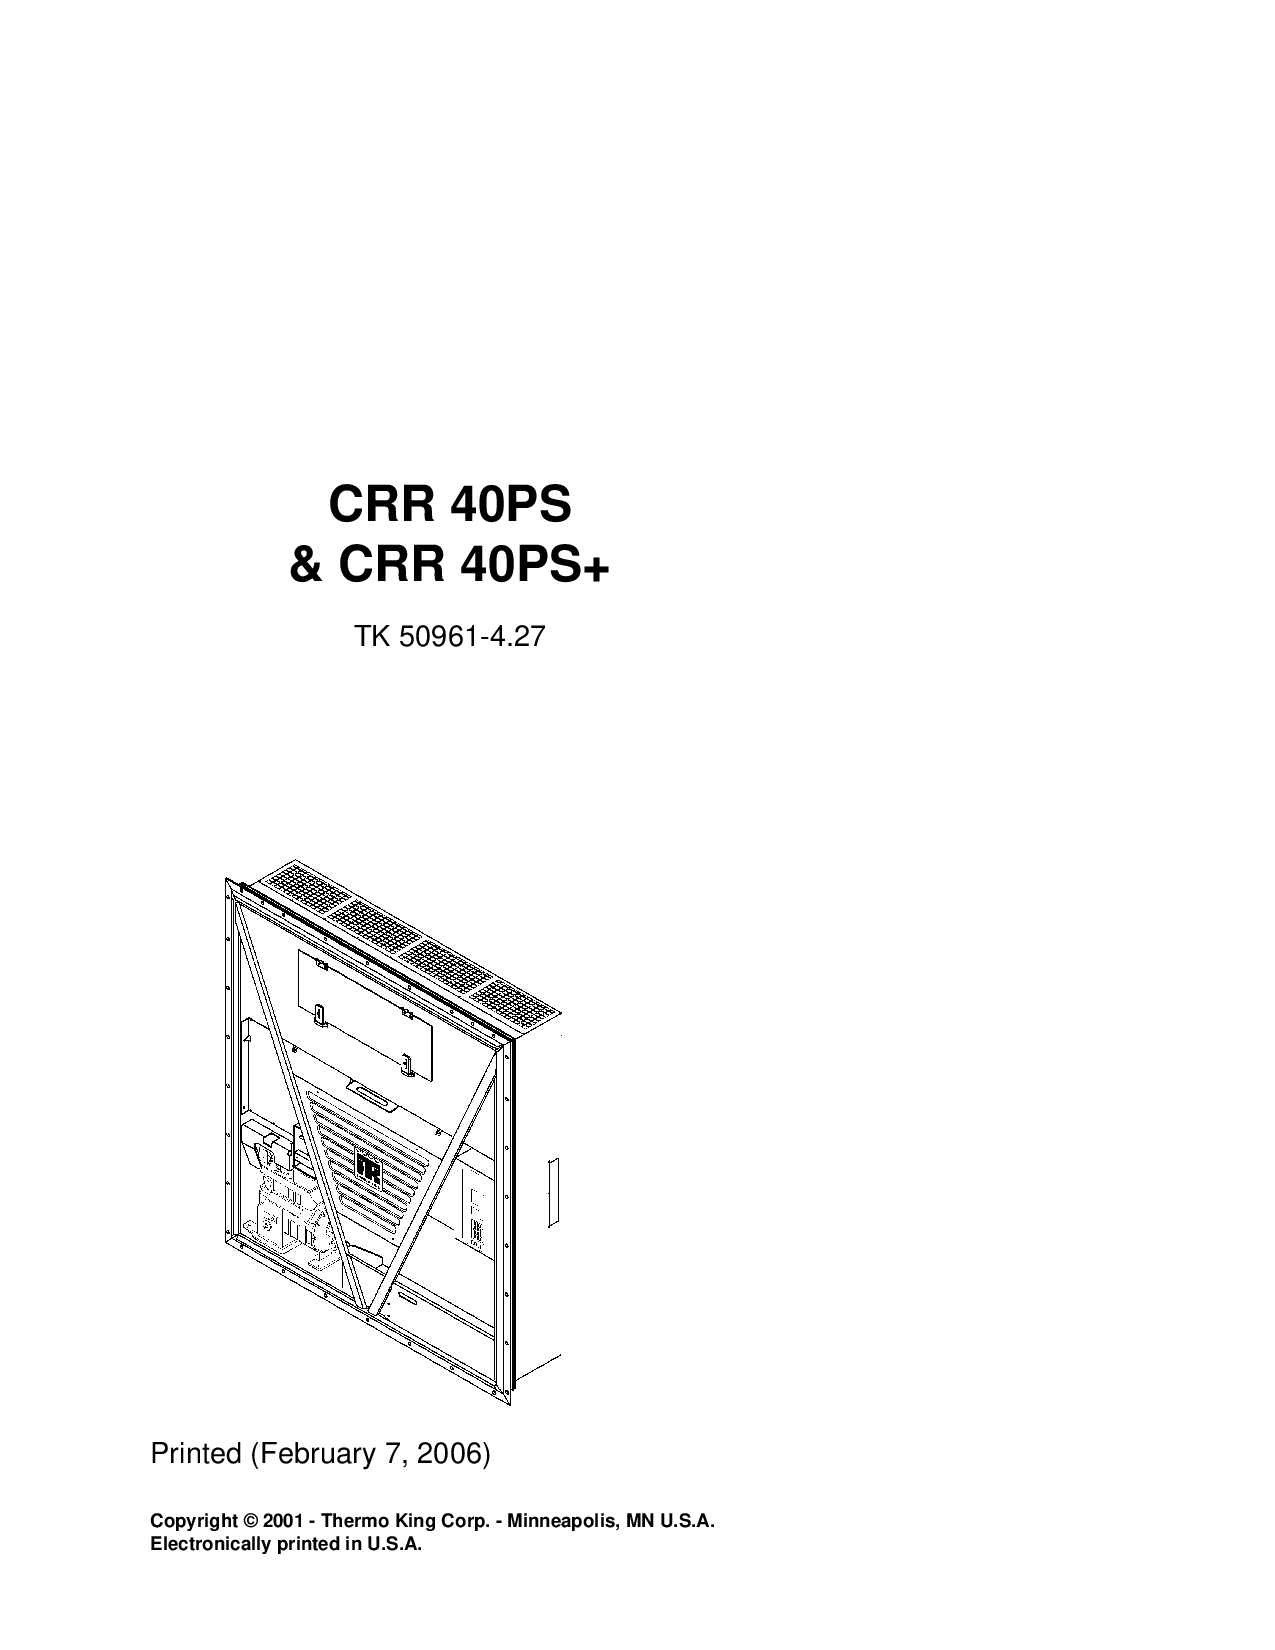 CRR 40PS
& CRR 40PS+
TK 50961-4.27
Printed (February 7, 2006)
Copyright © 2001 - Thermo King Corp. - Minneapolis, MN U.S.A.
Electronically printed in U.S.A.